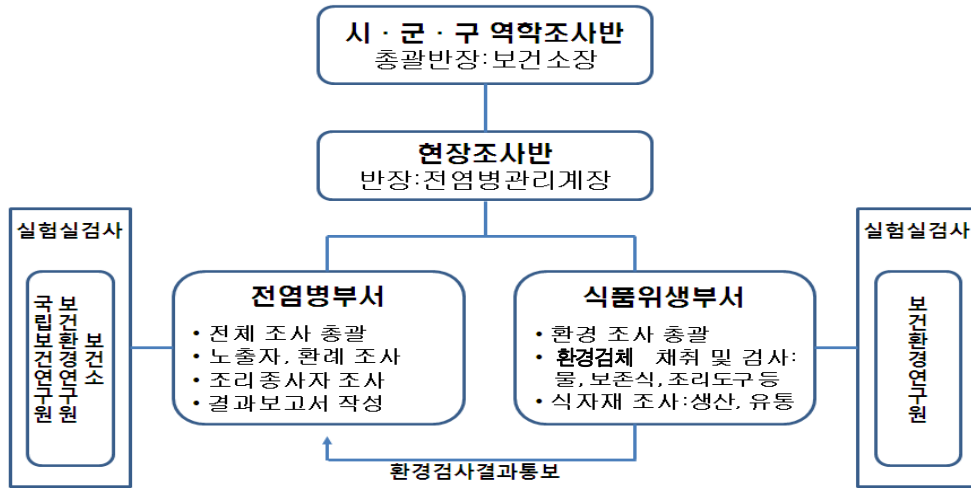 시 · 군 · 구 역학조사반
총괄반장:보건소장
현장조사반
반장:전염병관리계장
실험실검사
보건소
보건환경연구원
국립보건연구원
전염병부서
• 전체 조사 총괄
• 노출자, 환례 조사
• 조리종사자 조사
• 결과보고서 작성
식품위생부서
• 환경 조사 총괄
• 환경검체 채취 및 검사:
물, 보존식, 조리도구 등
• 식자재 조사:생산, 유통
실험실검사
보건환경연구원
환경검사결과통보